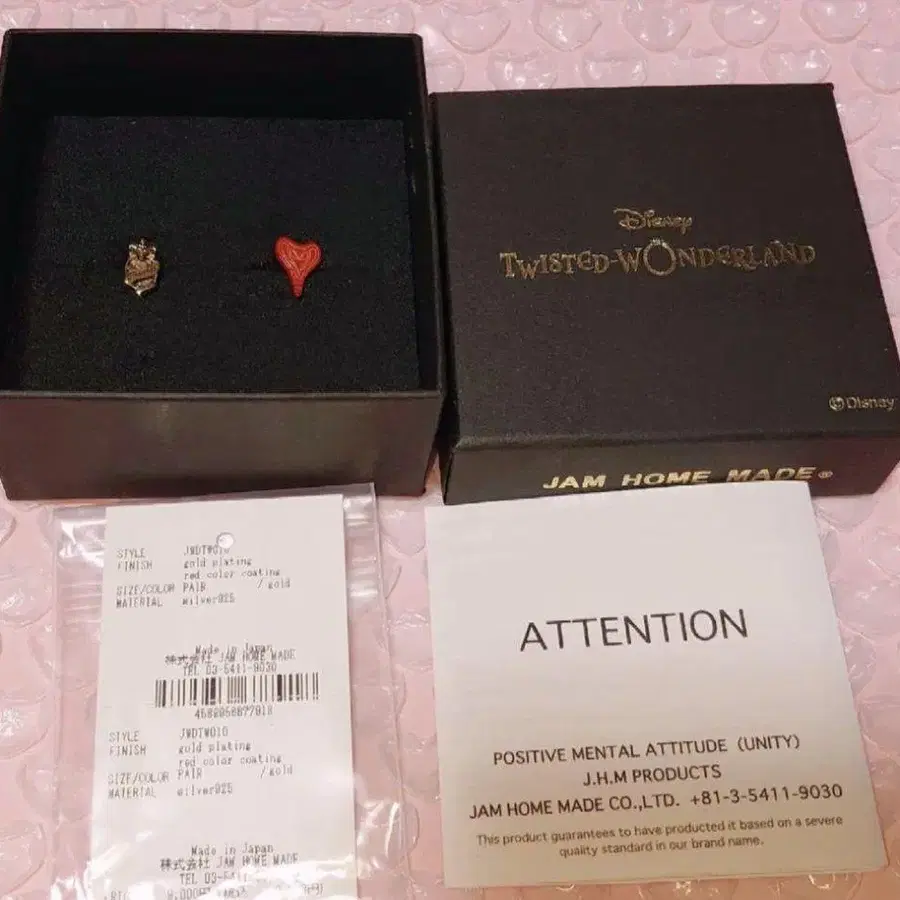 Disney
TWISTED-WONDERLAND
©Disney
JAM HOME MADE®
STYLE JWDTW010
FINISH gold plating
red color coating
SIZE/COLOR PAIR / gold
MATERIAL silver925
Made in Japan
株式会社 JAM HOME MADE
TEL 03-5411-9030
STYLE JWDTW010
FINISH gold plating
red color coating
SIZE/COLOR PAIR / gold
MATERIAL silver925
Made in Japan
株式会社 JAM HOME MADE
ATTENTION
POSITIVE MENTAL ATTITUDE (UNITY)
J.H.M PRODUCTS
JAM HOME MADE CO.,LTD. +81-3-5411-9030
This product guarantees to have producted it based on a severe
quality standard in our brand name.